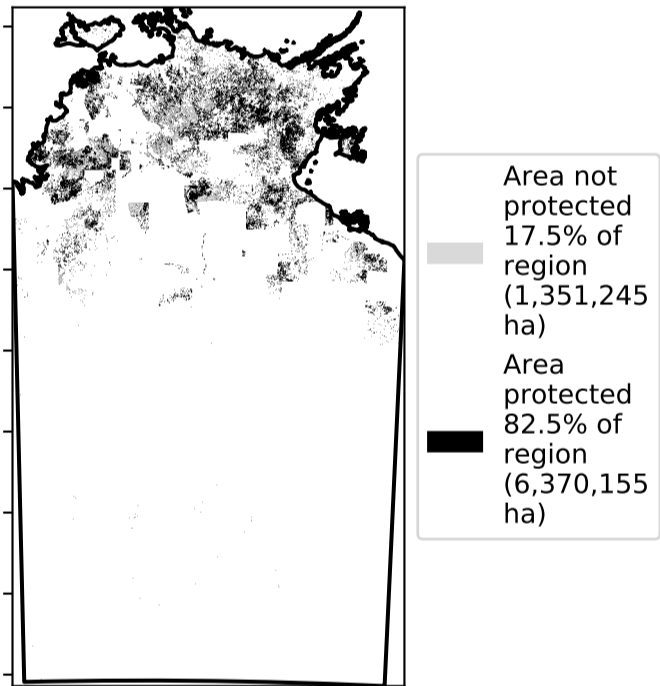 Area not
protected
17.5% of
region
(1,351,245
ha)
Area
protected
82.5% of
region
(6,370,155
ha)